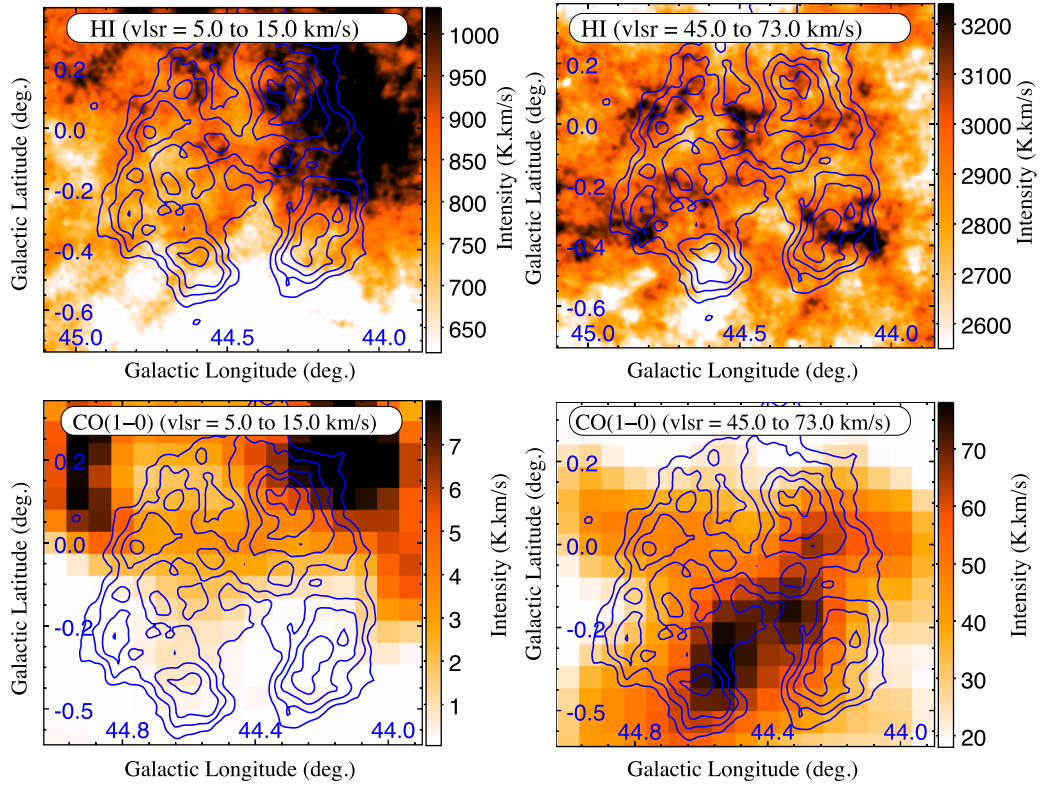 HI (vlsr = 5.0 to 15.0 km/s)
Galactic Latitude (deg.)
0.2
0.0
-0.2
-0.4
-0.6
45.0 44.5 44.0
Galactic Longitude (deg.)
1000
950
900
850
800
750
700
650
Intensity (K.km/s)
HI (vlsr = 45.0 to 73.0 km/s)
Galactic Latitude (deg.)
0.2
0.0
-0.2
-0.4
-0.6
45.0 44.5 44.0
Galactic Longitude (deg.)
3200
3100
3000
2900
2800
2700
2600
Intensity (K.km/s)
CO(1−0) (vlsr = 5.0 to 15.0 km/s)
Galactic Latitude (deg.)
0.2
0.0
-0.2
-0.5
44.8 44.4 44.0
Galactic Longitude (deg.)
7
6
5
4
3
2
1
Intensity (K.km/s)
CO(1−0) (vlsr = 45.0 to 73.0 km/s)
Galactic Latitude (deg.)
0.2
0.0
-0.2
-0.5
44.8 44.4 44.0
Galactic Longitude (deg.)
70
60
50
40
30
20
Intensity (K.km/s)